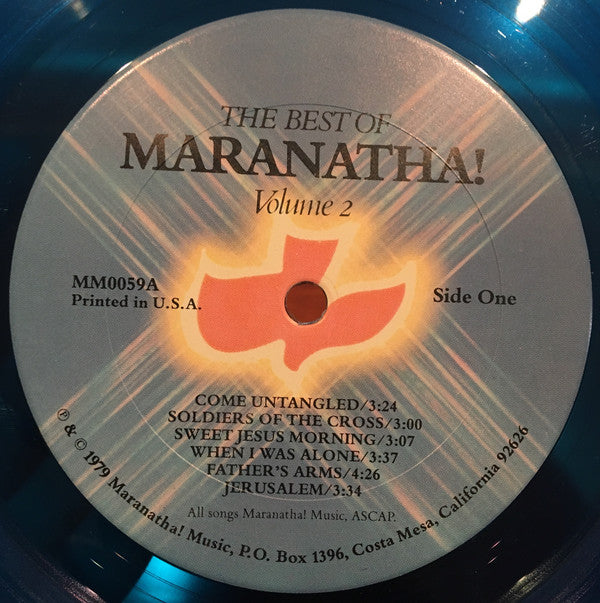 THE BEST OF
MARANATHA!
Volume 2
MM0059A
Printed in U.S.A.
Side One
COME UNTANGLED/3:24
SOLDIERS OF THE CROSS/3:00
SWEET JESUS MORNING/3:07
WHEN I WAS ALONE/3:37
FATHER'S ARMS/4:26
JERUSALEM/3:34
All songs Maranatha! Music, ASCAP.
℗ & © 1979 Maranatha! Music, P.O. Box 1396, Costa Mesa, California 92626